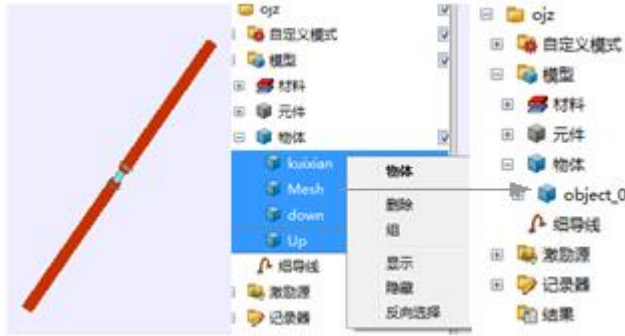 ojz
自定义模式
模型
材料
元件
物体
kuixian
Mesh
down
Up
细导线
激励源
记录器
物体
删除
组
显示
隐藏
反向选择
ojz
自定义模式
模型
材料
元件
物体
object_0
细导线
激励源
记录器
结果